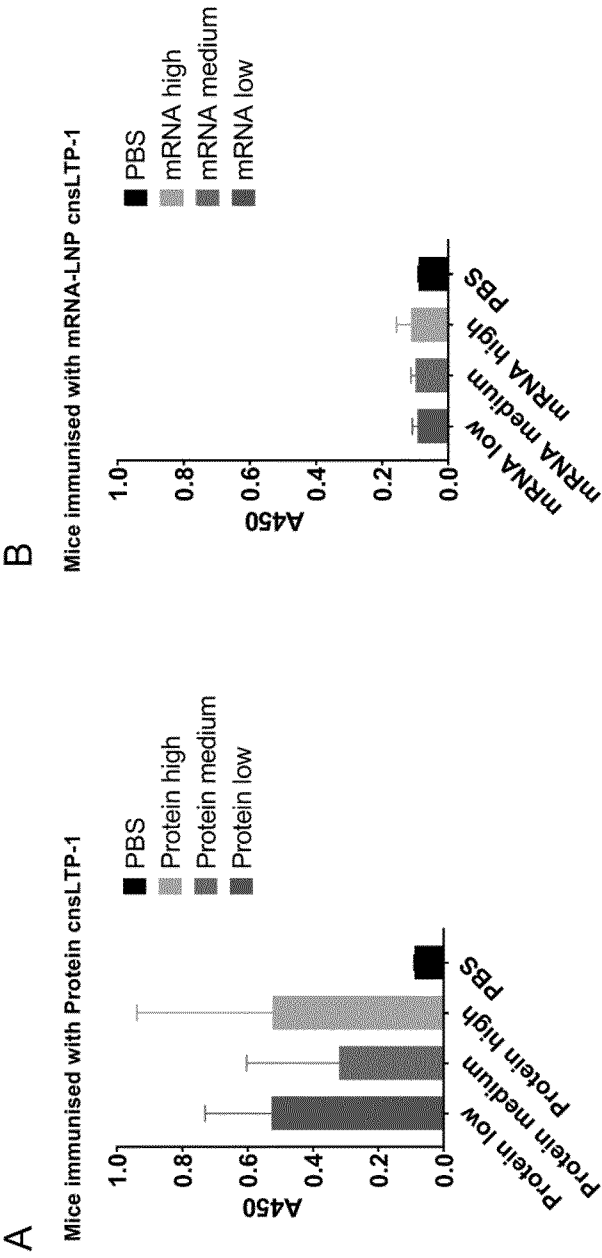 A
Mice immunised with Protein cnsLTP-1
PBS
Protein high
Protein medium
Protein low
1.0
0.8
0.6
0.4
0.2
0.0
A450
Protein low
Protein medium
Protein high
PBS
B
Mice immunised with mRNA-LNP cnsLTP-1
PBS
mRNA high
mRNA medium
mRNA low
1.0
0.8
0.6
0.4
0.2
0.0
A450
mRNA low
mRNA medium
mRNA high
PBS